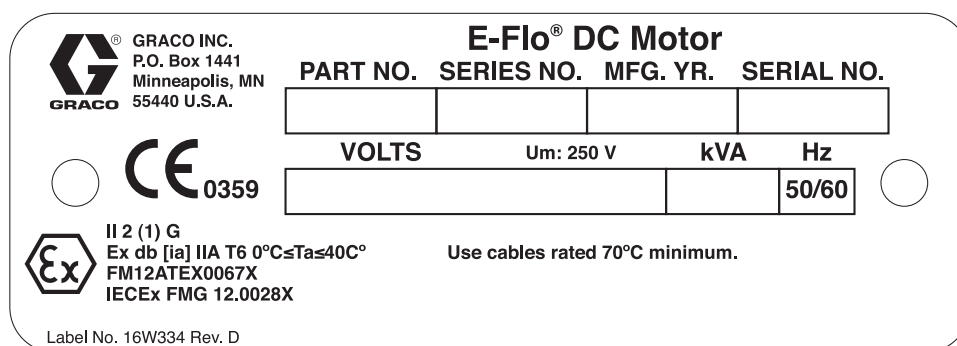 ® GRACO INC.
P.O. Box 1441
Minneapolis, MN
55440 U.S.A.
GRACO
E-Flo® DC Motor
PART NO. SERIES NO. MFG. YR. SERIAL NO.
VOLTS Um: 250 V kVA Hz
50/60
CE 0359
Ex
II 2 (1) G
Ex db [ia] IIA T6 0°C≤Ta≤40C°
FM12ATEX0067X
IECEx FMG 12.0028X
Use cables rated 70°C minimum.
Label No. 16W334 Rev. D